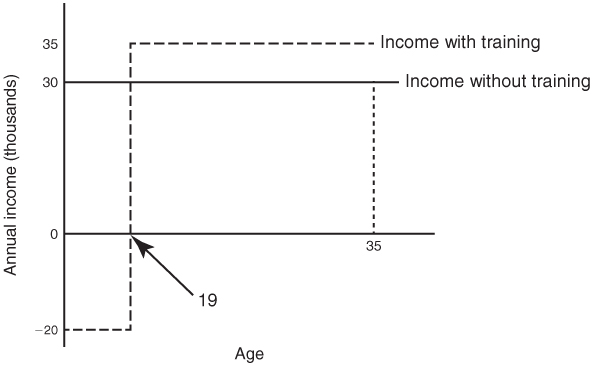 35
Income with training
30
Income without training
Annual income (thousands)
0
35
19
−20
Age